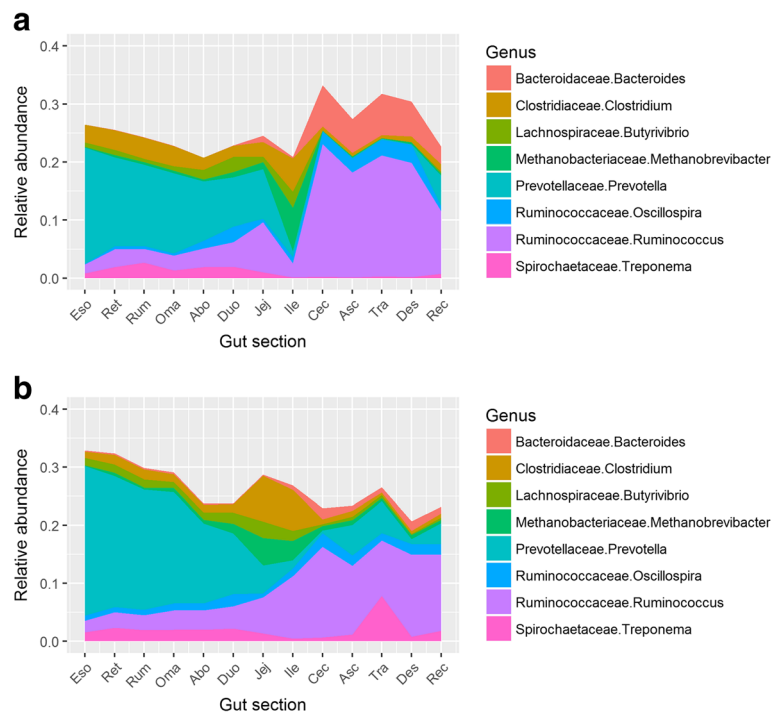 a
0.4
0.3
0.2
0.1
0.0
Relative abundance
Eso Ret Rum Oma Abo Duo Jej Ile Cec Asc Tra Des Rec
Gut section
Genus
Bacteroidaceae.Bacteroides
Clostridiaceae.Clostridium
Lachnospiraceae.Butyrivibrio
Methanobacteriaceae.Methanobrevibacter
Prevotellaceae.Prevotella
Ruminococcaceae.Oscillospira
Ruminococcaceae.Ruminococcus
Spirochaetaceae.Treponema
b
0.4
0.3
0.2
0.1
0.0
Relative abundance
Eso Ret Rum Oma Abo Duo Jej Ile Cec Asc Tra Des Rec
Gut section
Genus
Bacteroidaceae.Bacteroides
Clostridiaceae.Clostridium
Lachnospiraceae.Butyrivibrio
Methanobacteriaceae.Methanobrevibacter
Prevotellaceae.Prevotella
Ruminococcaceae.Oscillospira
Ruminococcaceae.Ruminococcus
Spirochaetaceae.Treponema